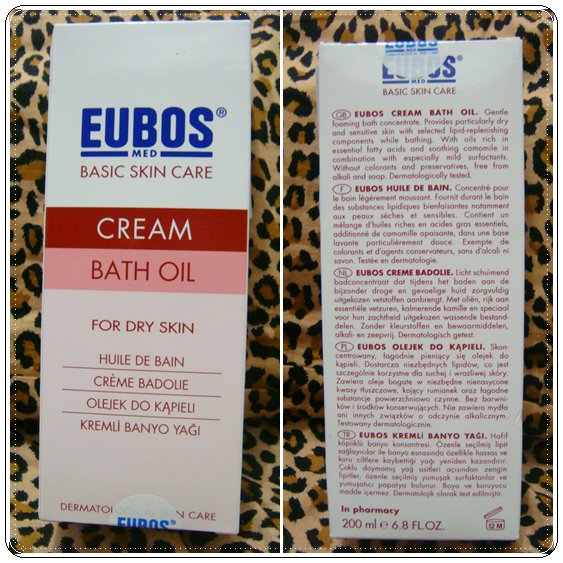 EUBOS®
MED
BASIC SKIN CARE
CREAM
BATH OIL
FOR DRY SKIN
HUILE DE BAIN
CRÈME BADOLIE
OLEJEK DO KĄPIELI
KREMLİ BANYO YAĞI
DERMATOLOGICAL SKIN CARE
EUBOS®
EUBOS
EUBOS®
MED
BASIC SKIN CARE
GB EUBOS CREAM BATH OIL. Gentle
foaming bath concentrate. Provides particularly dry
and sensitive skin with selected lipid-replenishing
components while bathing. With oils rich in
essential fatty acids and soothing camomile in
combination with especially mild surfactants.
Without colorants and preservatives, free from
alkali and soap. Dermatologically tested.
F EUBOS HUILE DE BAIN. Concentré pour
le bain légèrement moussant. Fournit durant le bain
des substances lipidiques bienfaisantes notamment
aux peaux sèches et sensibles. Contient un
mélange d'huiles riches en acides gras essentiels,
additionné de camomille apaisante, dans une base
lavante particulièrement douce. Exempte de
colorants et d'agents conservateurs, sans d'alcali ni
savon. Testée en dermatologie.
NL EUBOS CREME BADOLIE. Licht schuimend
badconcentraat dat tijdens het baden aan de
bijzonder droge en gevoelige huid zorgvuldig
uitgekozen vetstoffen aanbrengt. Met oliën, rijk aan
essentiële vetzuren, kalmerende kamille en speciaal
voor hun zachtheid uitgekozen wassende bestand-
delen. Zonder kleurstoffen en bewaarmiddelen,
alkali- en zeepvrij. Dermatologisch getest.
PL EUBOS OLEJEK DO KĄPIELI. Skon-
centrowany, łagodnie pieniący się olejek do
kąpieli. Dostarcza niezbędnych lipidów, co jest
szczególnie korzystne dla suchej i wrażliwej skóry.
Zawiera oleje bogate w niezbędne nienasycone
kwasy tłuszczowe, kojący rumianek oraz łagodne
substancje powierzchniowo czynne. Bez barwni-
ków i środków konserwujących. Nie zawiera mydła
ani innych związków o odczynie alkalicznym.
Testowany dermatologicznie.
TR EUBOS KREMLİ BANYO YAĞI. Hafif
köpüklü banyo konsantresi. Özenle seçilmiş lipit
sağlayıcılar ile banyo esnasında özellikle hassas ve
kuru ciltlere kaybettiği yağı yeniden kazandırır.
Çoklu doymamış yağ asitleri açısından zengin
lipitler, özenle seçilmiş yumuşak surfaktanlar ve
yumuşatıcı papatya bulundurur. Boya ve koruyucu
madde içermez. Dermatolojik olarak test edilmiştir.
In pharmacy
200 ml e 6.8 FL.OZ.
12 M